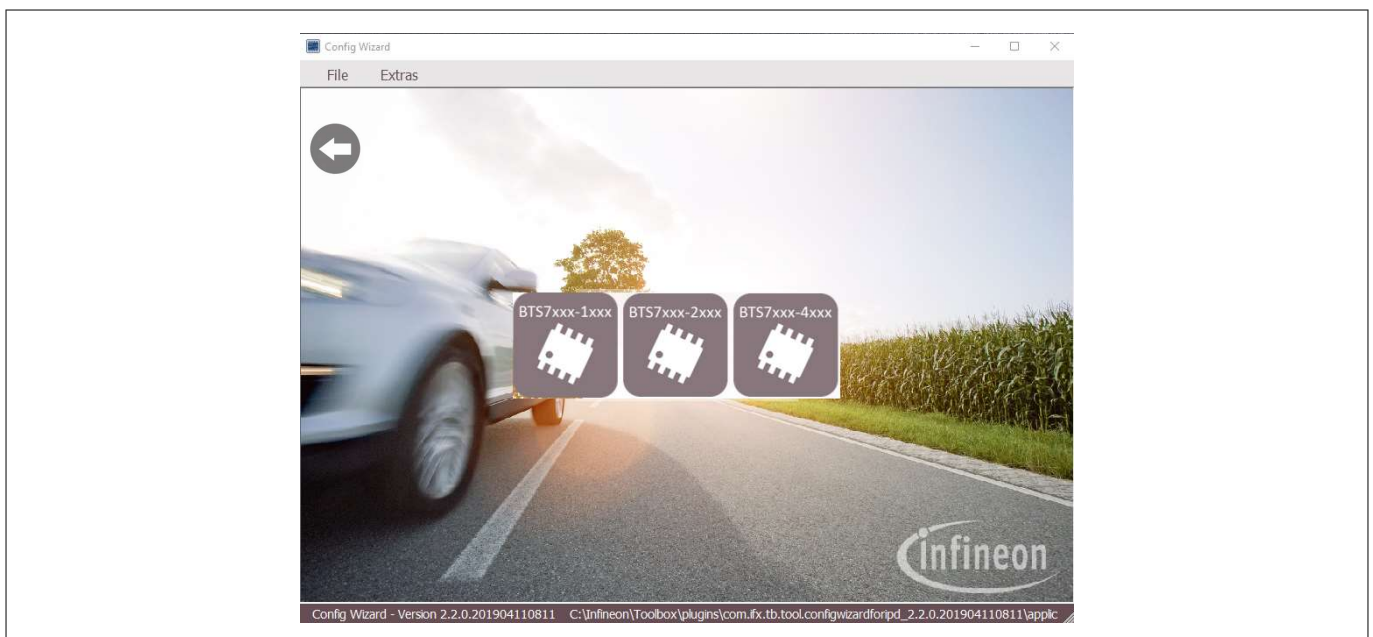 Config Wizard
File Extras
BTS7xxx-1xxx BTS7xxx-2xxx BTS7xxx-4xxx
infineon
Config Wizard - Version 2.2.0.201904110811 C:\Infineon\Toolbox\plugins\com.ifx.tb.tool.configwizardforipd_2.2.0.201904110811\applic